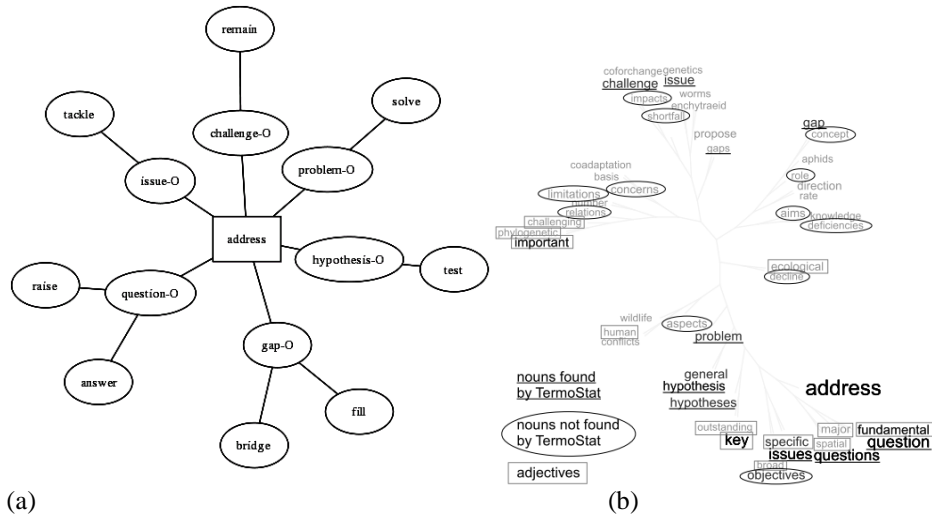 remain
tackle
solve
challenge-O
problem-O
issue-O
address
hypothesis-O
test
raise
question-O
gap-O
answer
fill
bridge
(a)
coforchangegenetics
challenge issue
impacts worms
enchytraeid
shortfall
propose
gaps
gap
concept
aphids
role
direction
rate
aims knowledge
deficiencies
coadaptation
basis
concerns
limitations
number
relations
challenging
phylogenetic
important
ecological
decline
wildlife
human
conflicts
aspects
problem
general
hypothesis
hypotheses
address
outstanding
key
specific
issues
broad
objectives
major fundamental
spatial question
questions
nouns found
by TermoStat
nouns not found
by TermoStat
adjectives
(b)